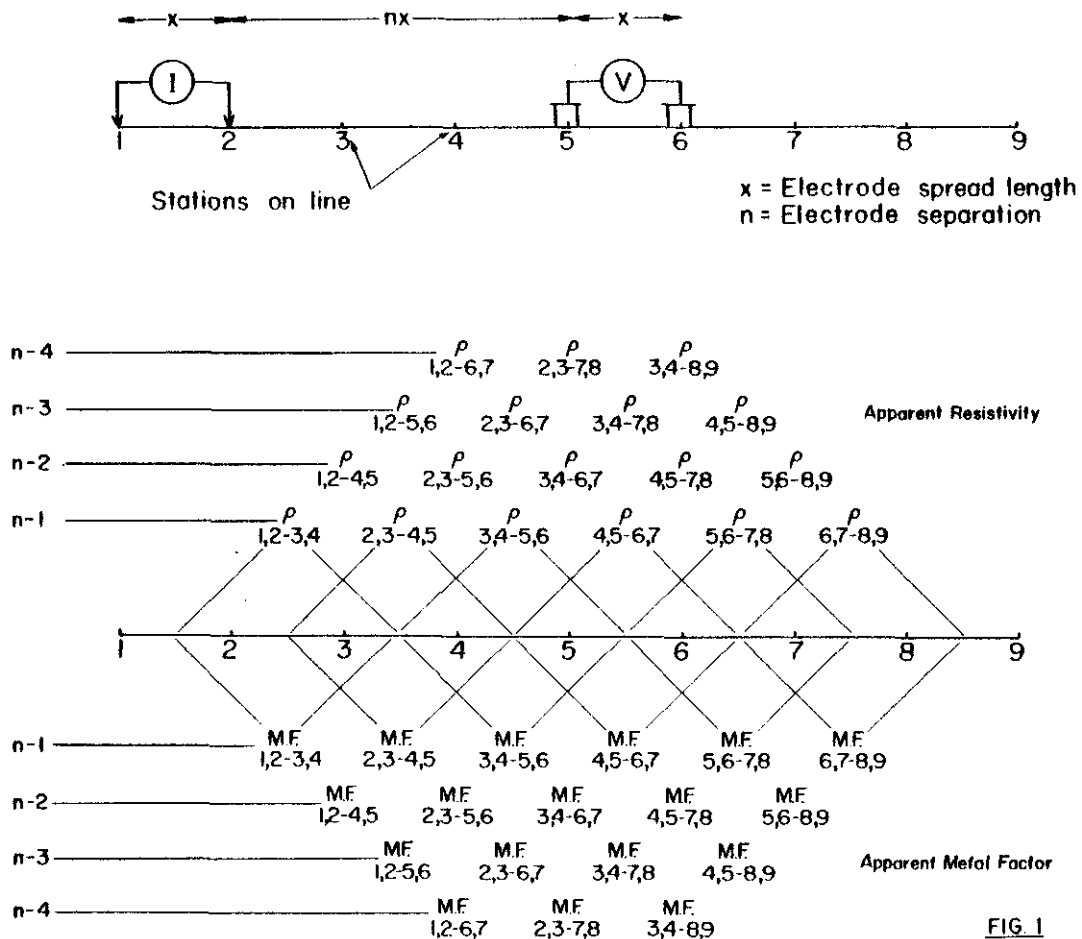 x nx x
I V
1 2 3 4 5 6 7 8 9
Stations on line
x = Electrode spread length
n = Electrode separation
n-4 ρ ρ ρ
1,2-6,7 2,3-7,8 3,4-8,9
n-3 ρ ρ ρ ρ Apparent Resistivity
1,2-5,6 2,3-6,7 3,4-7,8 4,5-8,9
n-2 ρ ρ ρ ρ ρ
1,2-4,5 2,3-5,6 3,4-6,7 4,5-7,8 5,6-8,9
n-1 ρ ρ ρ ρ ρ ρ
1,2-3,4 2,3-4,5 3,4-5,6 4,5-6,7 5,6-7,8 6,7-8,9
1 2 3 4 5 6 7 8 9
n-1 M.F. M.F. M.F. M.F. M.F. M.F.
1,2-3,4 2,3-4,5 3,4-5,6 4,5-6,7 5,6-7,8 6,7-8,9
n-2 M.F. M.F. M.F. M.F. M.F.
1,2-4,5 2,3-5,6 3,4-6,7 4,5-7,8 5,6-8,9
n-3 M.F. M.F. M.F. M.F. Apparent Metal Factor
1,2-5,6 2,3-6,7 3,4-7,8 4,5-8,9
n-4 M.F. M.F. M.F.
1,2-6,7 2,3-7,8 3,4-8,9
FIG. 1